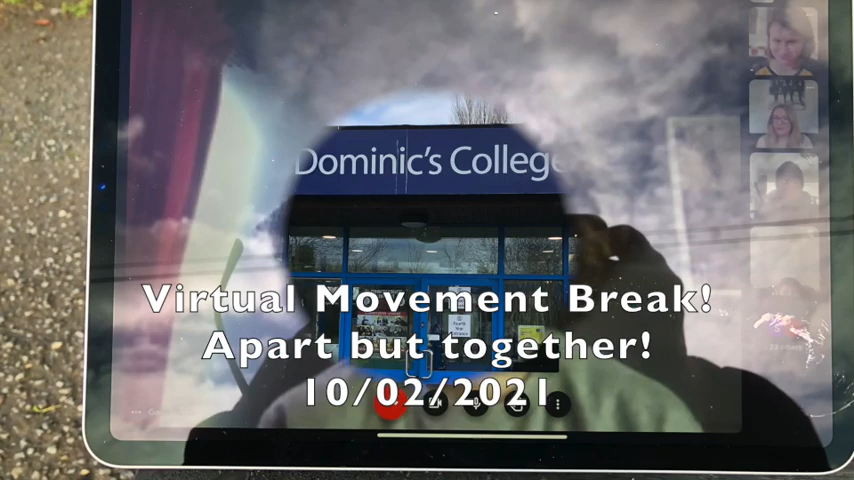 Dominic's College
Virtual Movement Break!
Apart but together!
10/02/2021